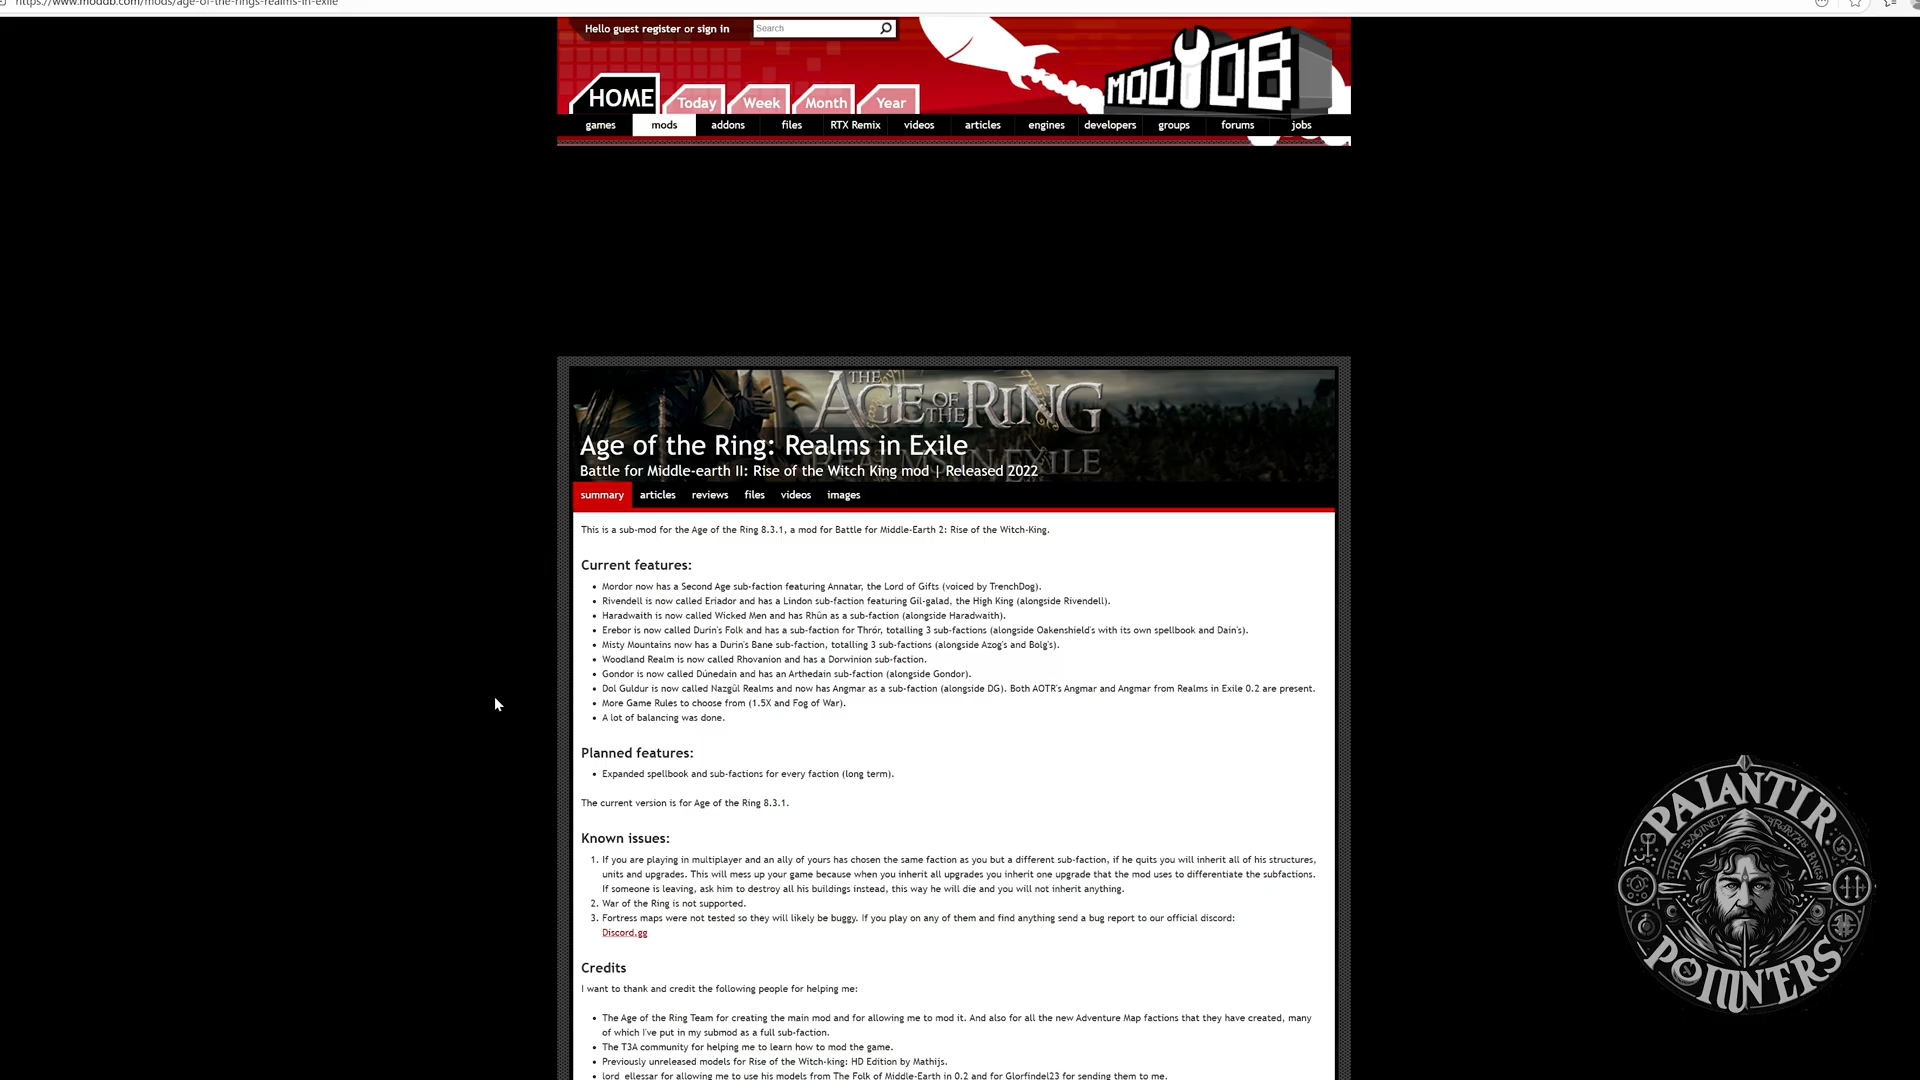 https://www.moddb.com/mods/age-of-the-rings-realms-in-exile
Hello guest register or sign in
Search
MODDB
HOME
Today
Week
Month
Year
games
mods
addons
files
RTX Remix
videos
articles
engines
developers
groups
forums
jobs
THE AGE OF THE RING
REALMS IN EXILE
Age of the Ring: Realms in Exile
Battle for Middle-earth II: Rise of the Witch King mod | Released 2022
summary
articles
reviews
files
videos
images
This is a sub-mod for the Age of the Ring 8.3.1, a mod for Battle for Middle-Earth 2: Rise of the Witch-King.
Current features:
• Mordor now has a Second Age sub-faction featuring Annatar, the Lord of Gifts (voiced by TrenchDog).
• Rivendell is now called Eriador and has a Lindon sub-faction featuring Gil-galad, the High King (alongside Rivendell).
• Haradwaith is now called Wicked Men and has Rhûn as a sub-faction (alongside Haradwaith).
• Erebor is now called Durin's Folk and has a sub-faction for Thrór, totalling 3 sub-factions (alongside Oakenshield's with its own spellbook and Dain's).
• Misty Mountains now has a Durin's Bane sub-faction, totalling 3 sub-factions (alongside Azog's and Bolg's).
• Woodland Realm is now called Rhovanion and has a Dorwinion sub-faction.
• Gondor is now called Dúnedain and has an Arthedain sub-faction (alongside Gondor).
• Dol Guldur is now called Nazgûl Realms and now has Angmar as a sub-faction (alongside DG). Both AOTR's Angmar and Angmar from Realms in Exile 0.2 are present.
• More Game Rules to choose from (1.5X and Fog of War).
• A lot of balancing was done.
Planned features:
• Expanded spellbook and sub-factions for every faction (long term).
The current version is for Age of the Ring 8.3.1.
Known issues:
1. If you are playing in multiplayer and an ally of yours has chosen the same faction as you but a different sub-faction, if he quits you will inherit all of his structures,
units and upgrades. This will mess up your game because when you inherit all upgrades you inherit one upgrade that the mod uses to differentiate the subfactions.
If someone is leaving, ask him to destroy all his buildings instead, this way he will die and you will not inherit anything.
2. War of the Ring is not supported.
3. Fortress maps were not tested so they will likely be buggy. If you play on any of them and find anything send a bug report to our official discord:
Discord.gg
Credits
I want to thank and credit the following people for helping me:
• The Age of the Ring Team for creating the main mod and for allowing me to mod it. And also for all the new Adventure Map factions that they have created, many
of which I've put in my submod as a full sub-faction.
• The T3A community for helping me to learn how to mod the game.
• Previously unreleased models for Rise of the Witch-king: HD Edition by Mathijs.
• lord_ellessar for allowing me to use his models from The Folk of Middle-Earth in 0.2 and for Glorfindel23 for sending them to me.
PALANTIR
POIINNTERS